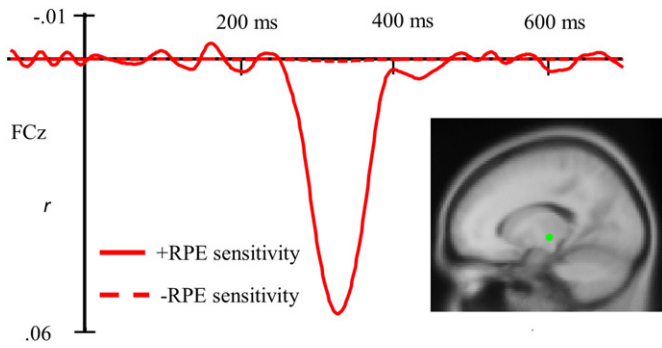 -.01
200 ms
400 ms
600 ms
FCz
r
+RPE sensitivity
-RPE sensitivity
.06